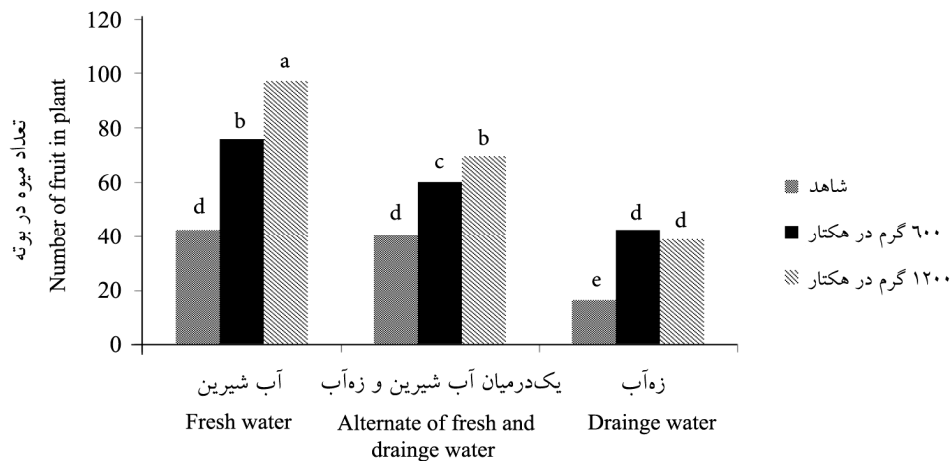 تعداد میوه در بوته
Number of fruit in plant
120
100
80
60
40
20
0
d
b
a
d
c
b
e
d
d
آب شیرین
Fresh water
یک‌درمیان آب شیرین و زه‌آب
Alternate of fresh and
drainge water
زه‌آب
Drainge water
شاهد
٦٠٠ گرم در هکتار
١٢٠٠ گرم در هکتار